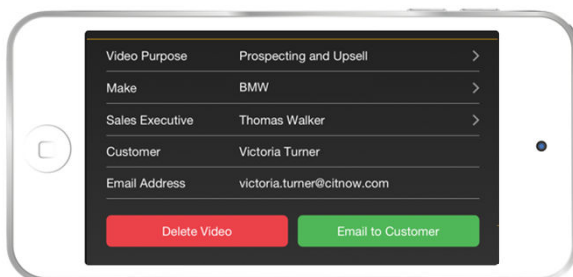 Video Purpose Prospecting and Upsell
Make BMW
Sales Executive Thomas Walker
Customer Victoria Turner
Email Address victoria.turner@citnow.com
Delete Video Email to Customer